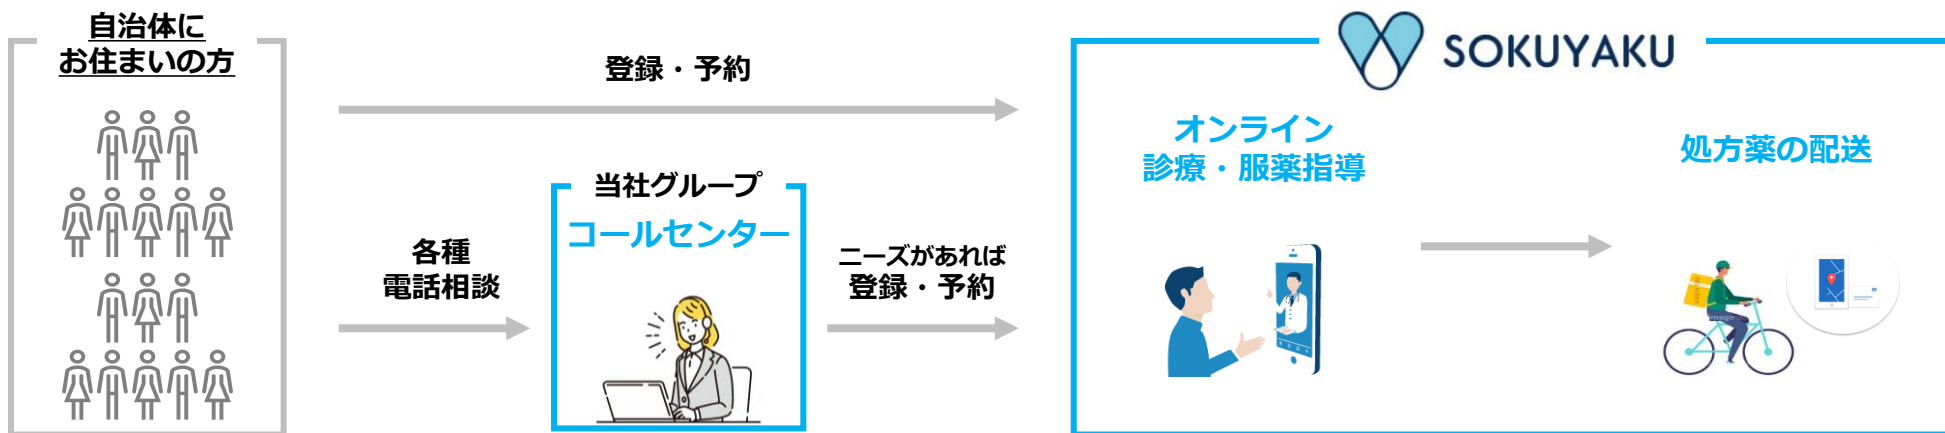 自治体に
お住まいの方
登録・予約
各種
電話相談
当社グループ
コールセンター
ニーズがあれば
登録・予約
SOKUYAKU
オンライン
診療・服薬指導
処方薬の配送